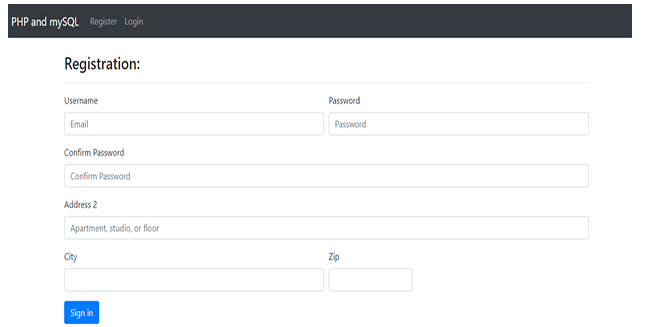 PHP and mySQL Register Login
Registration:
Username Password
Email Password
Confirm Password
Confirm Password
Address 2
Apartment, studio, or floor
City Zip
Sign in